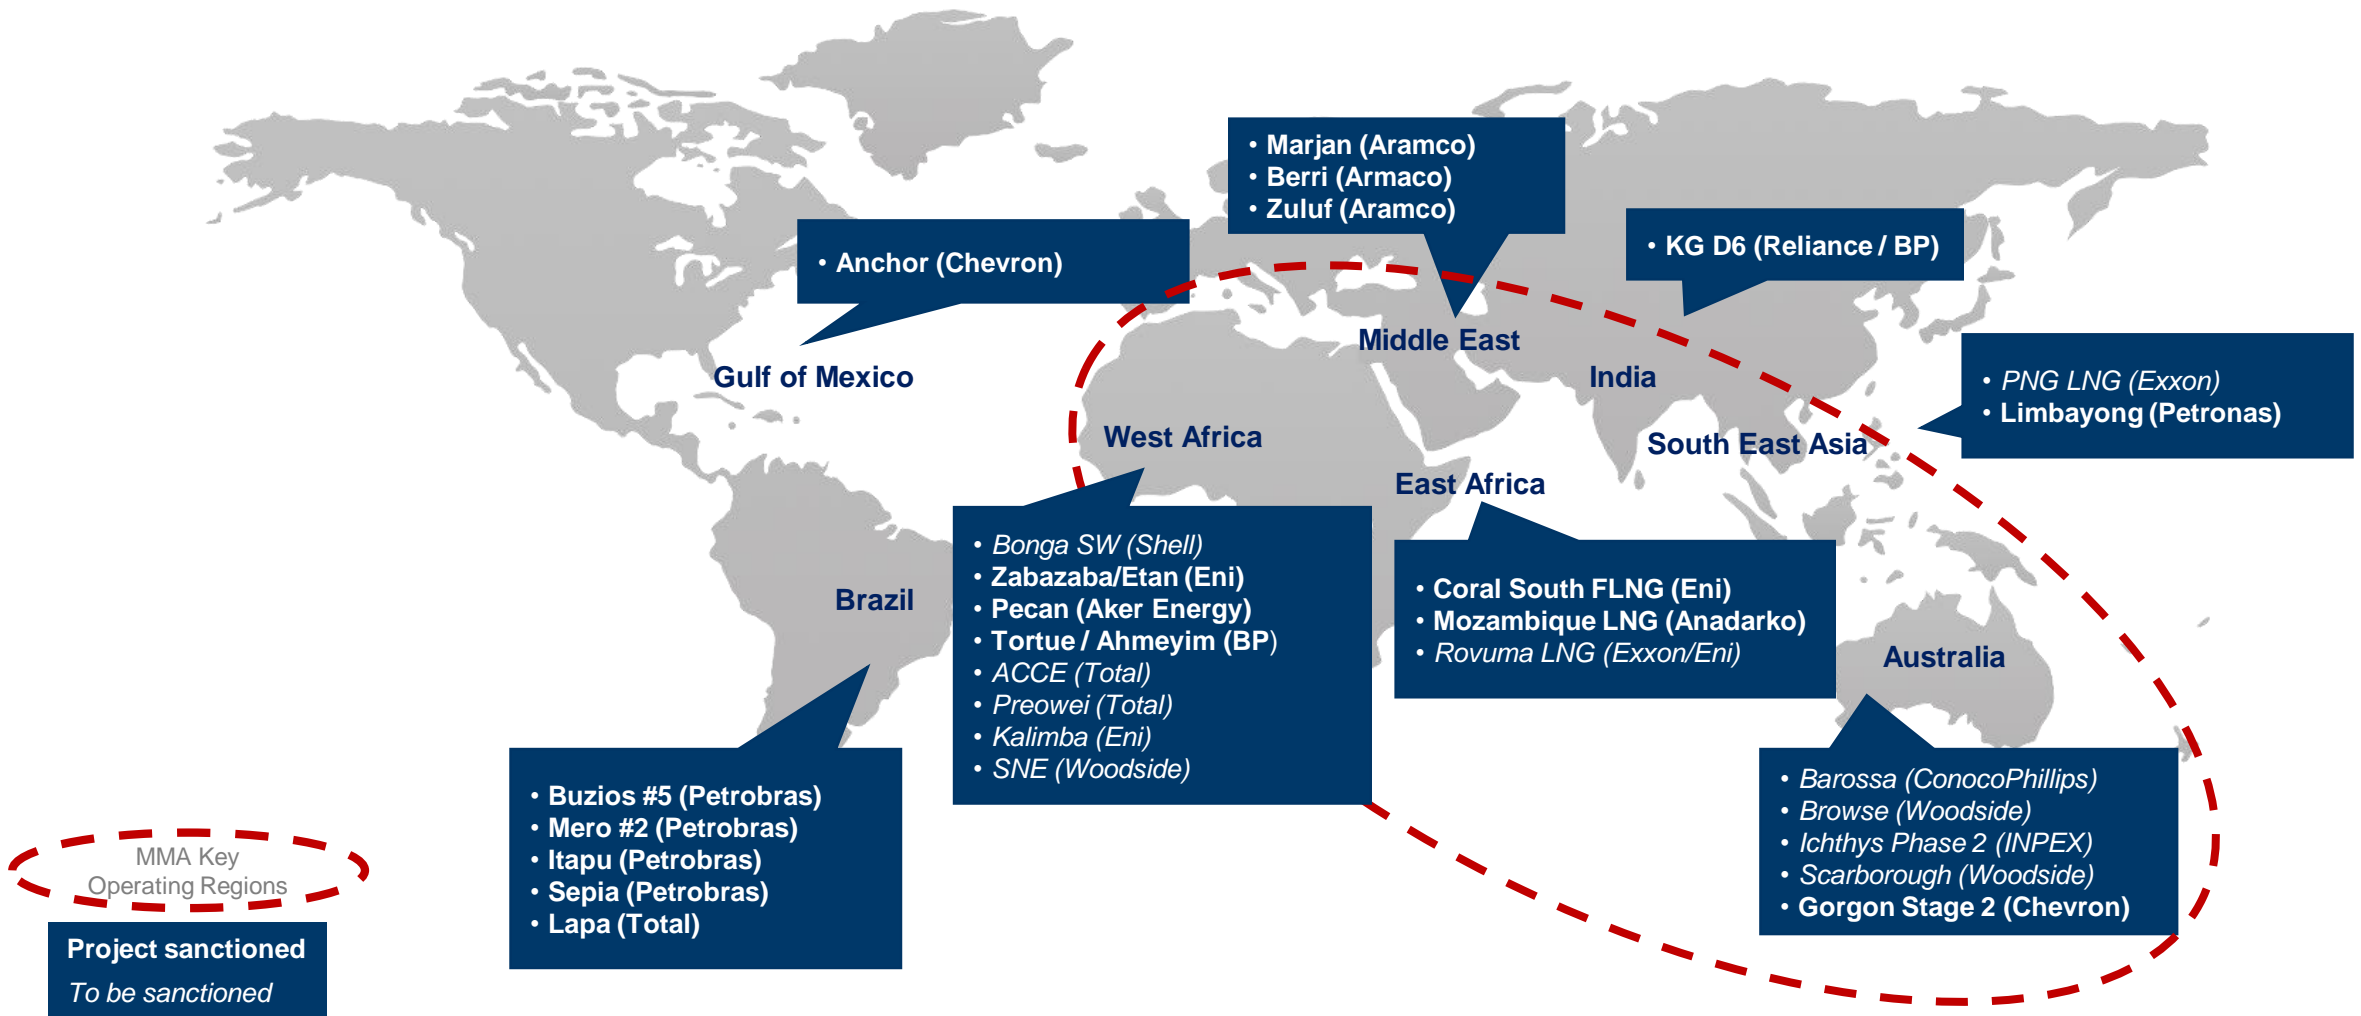 • Marjan (Aramco)
• Berri (Armaco)
• Zuluf (Aramco)
• Anchor (Chevron)
• KG D6 (Reliance / BP)
Middle East
Gulf of Mexico
India
• PNG LNG (Exxon)
• Limbayong (Petronas)
West Africa
South East Asia
East Africa
• Bonga SW (Shell)
• Zabazaba/Etan (Eni)
• Pecan (Aker Energy)
• Tortue / Ahmeyim (BP)
• ACCE (Total)
• Preowei (Total)
• Kalimba (Eni)
• SNE (Woodside)
• Coral South FLNG (Eni)
• Mozambique LNG (Anadarko)
• Rovuma LNG (Exxon/Eni)
Brazil
Australia
• Buzios #5 (Petrobras)
• Mero #2 (Petrobras)
• Itapu (Petrobras)
• Sepia (Petrobras)
• Lapa (Total)
• Barossa (ConocoPhillips)
• Browse (Woodside)
• Ichthys Phase 2 (INPEX)
• Scarborough (Woodside)
• Gorgon Stage 2 (Chevron)
MMA Key
Operating Regions
Project sanctioned
To be sanctioned